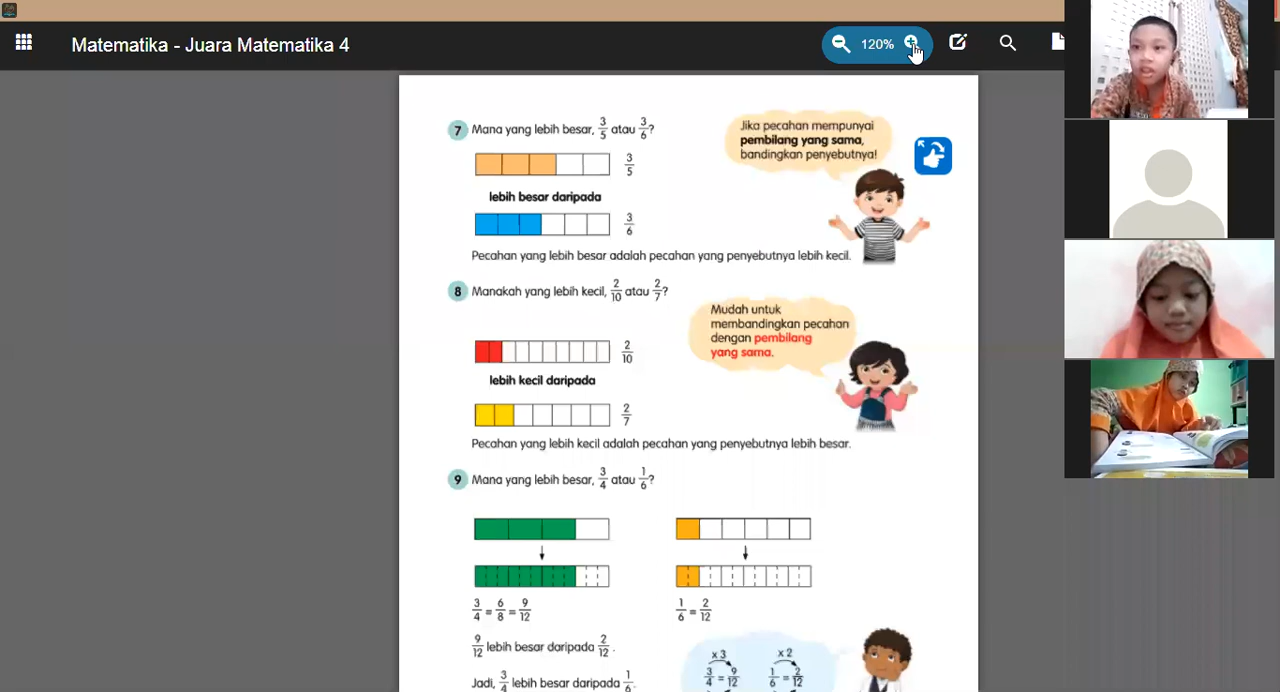 Matematika - Juara Matematika 4
120%
7 Mana yang lebih besar, 3/5 atau 3/6?
3/5
lebih besar daripada
3/6
Jika pecahan mempunyai
pembilang yang sama,
bandingkan penyebutnya!
Pecahan yang lebih besar adalah pecahan yang penyebutnya lebih kecil.
8 Manakah yang lebih kecil, 2/10 atau 2/7?
2/10
lebih kecil daripada
2/7
Mudah untuk
membandingkan pecahan
dengan pembilang
yang sama.
Pecahan yang lebih kecil adalah pecahan yang penyebutnya lebih besar.
9 Mana yang lebih besar, 3/4 atau 1/6?
3/4 = 6/8 = 9/12
1/6 = 2/12
9/12 lebih besar daripada 2/12.
Jadi, 3/4 lebih besar daripada 1/6.
x 3
3/4 = 9/12
x 2
1/6 = 2/12